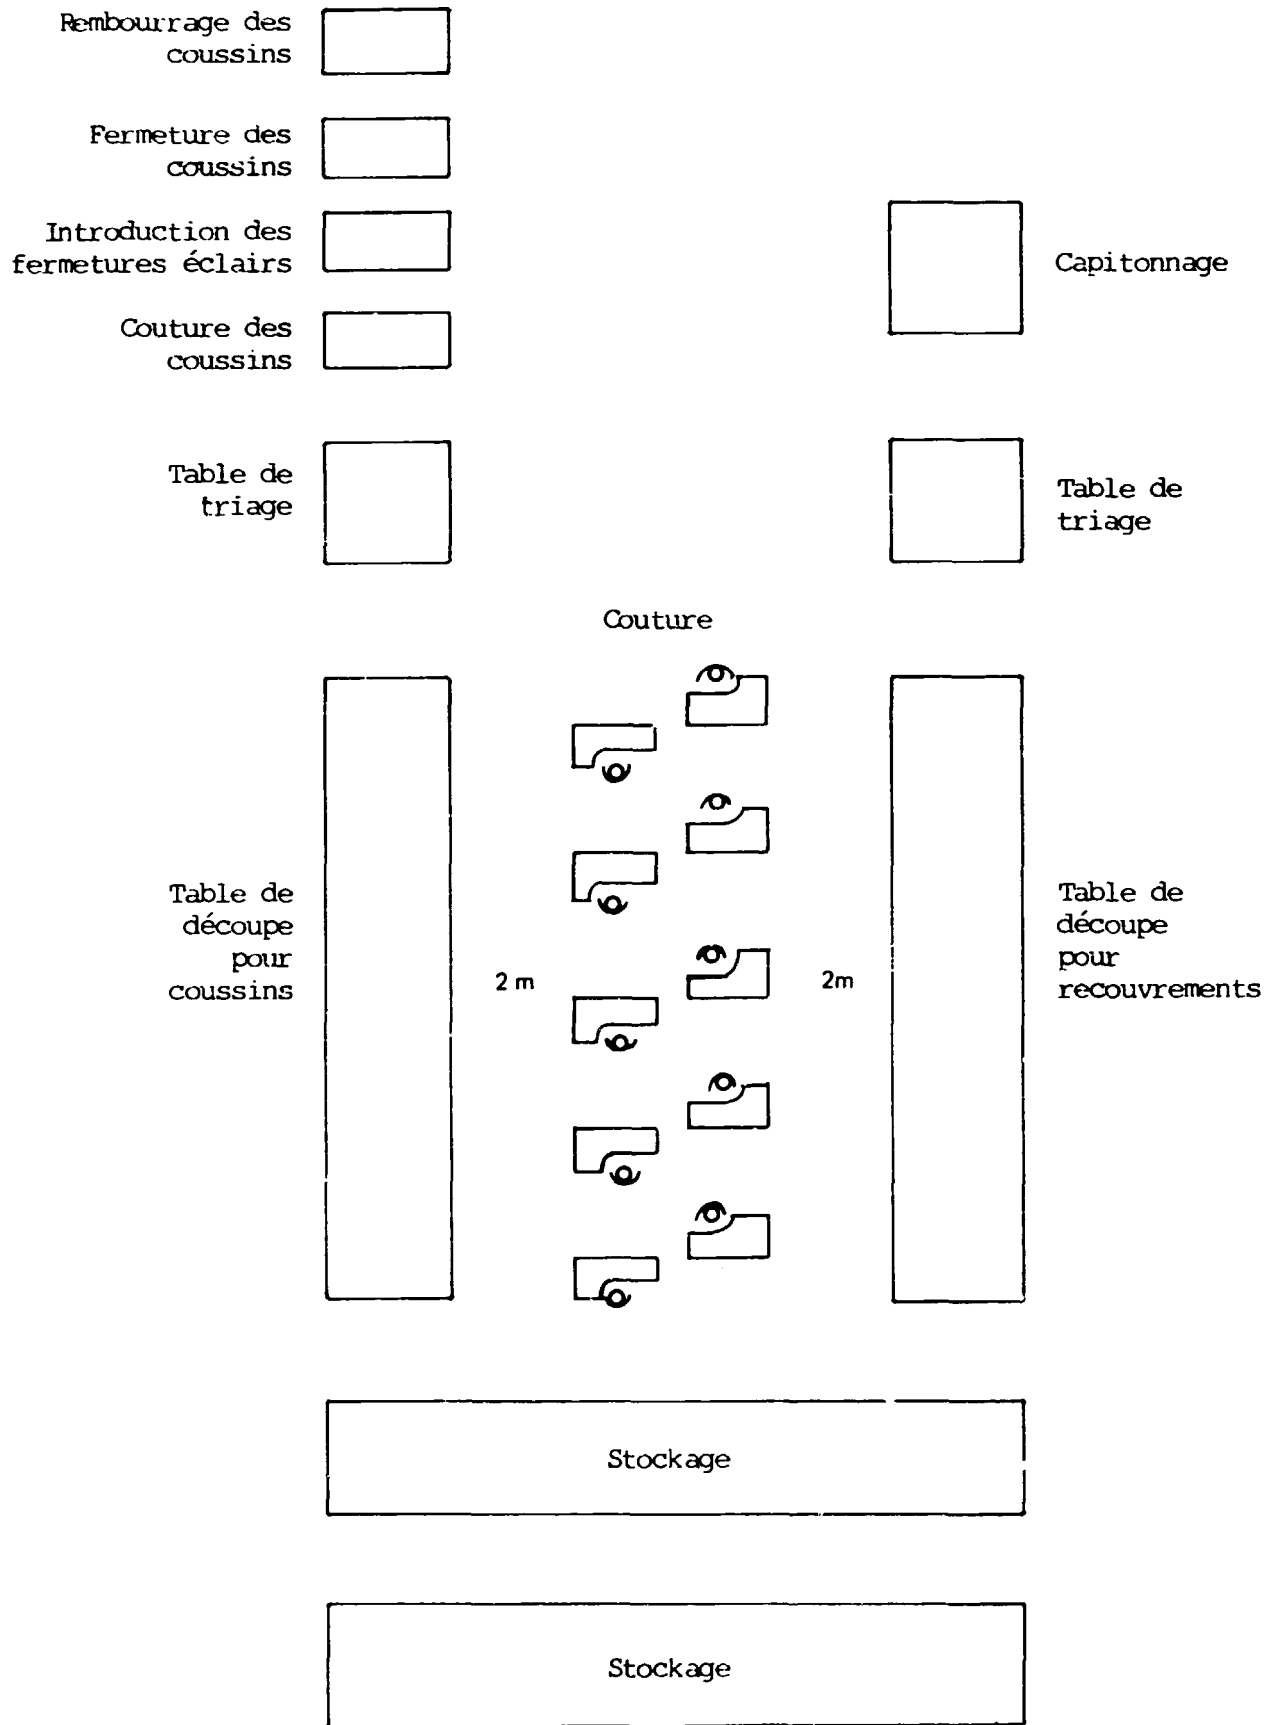 Rembourrage des
coussins
Fermeture des
coussins
Introduction des
fermetures éclairs
Capitonnage
Couture des
coussins
Table de
triage
Table de
triage
Couture
Table de
découpe
pour
coussins
2 m
2m
Table de
découpe
pour
recouvrements
Stockage
Stockage